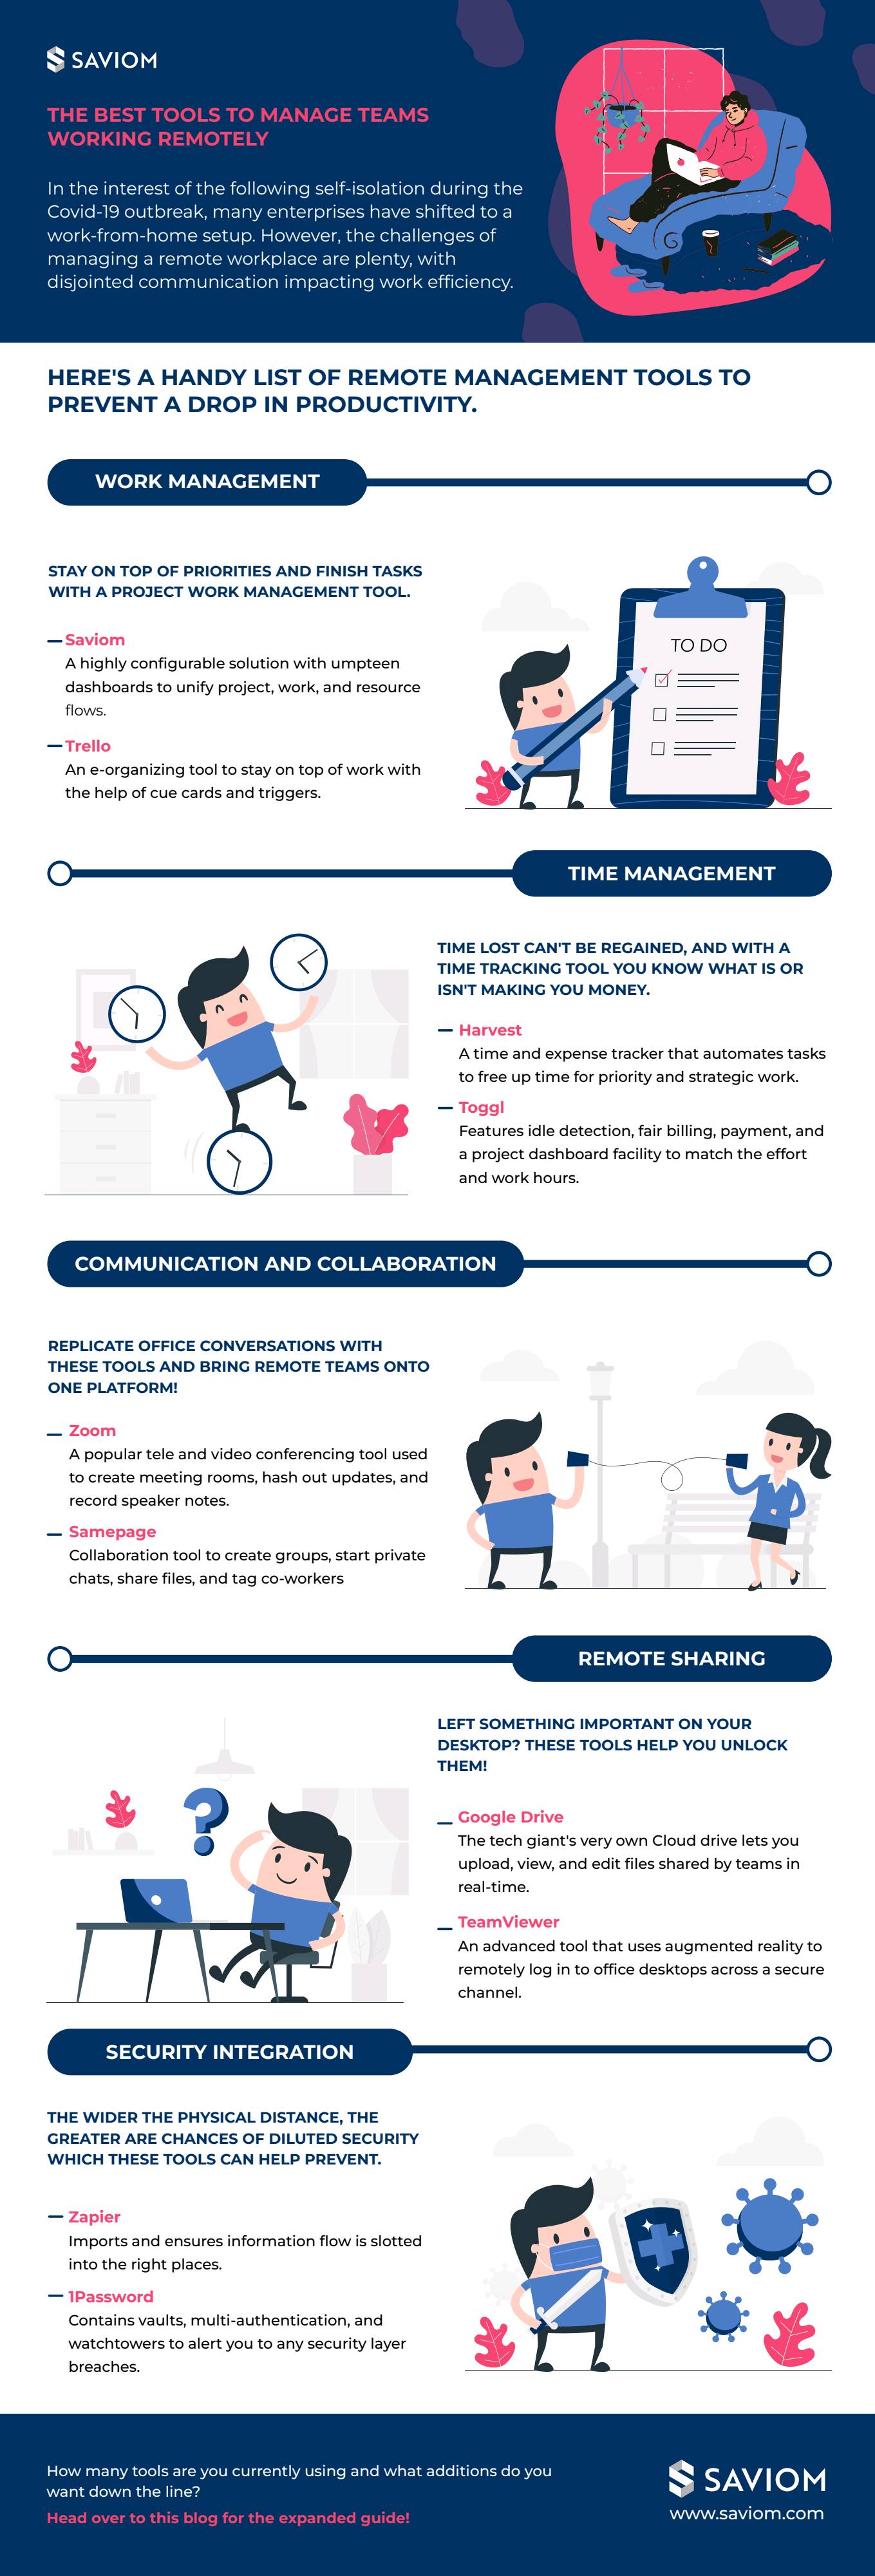 SAVIOM
THE BEST TOOLS TO MANAGE TEAMS
WORKING REMOTELY
In the interest of the following self-isolation during the
Covid-19 outbreak, many enterprises have shifted to a
work-from-home setup. However, the challenges of
managing a remote workplace are plenty, with
disjointed communication impacting work efficiency.
HERE'S A HANDY LIST OF REMOTE MANAGEMENT TOOLS TO
PREVENT A DROP IN PRODUCTIVITY.
WORK MANAGEMENT
STAY ON TOP OF PRIORITIES AND FINISH TASKS
WITH A PROJECT WORK MANAGEMENT TOOL.
Saviom
A highly configurable solution with umpteen
dashboards to unify project, work, and resource
flows.
Trello
An e-organizing tool to stay on top of work with
the help of cue cards and triggers.
TO DO
TIME MANAGEMENT
TIME LOST CAN'T BE REGAINED, AND WITH A
TIME TRACKING TOOL YOU KNOW WHAT IS OR
ISN'T MAKING YOU MONEY.
Harvest
A time and expense tracker that automates tasks
to free up time for priority and strategic work.
Toggl
Features idle detection, fair billing, payment, and
a project dashboard facility to match the effort
and work hours.
COMMUNICATION AND COLLABORATION
REPLICATE OFFICE CONVERSATIONS WITH
THESE TOOLS AND BRING REMOTE TEAMS ONTO
ONE PLATFORM!
Zoom
A popular tele and video conferencing tool used
to create meeting rooms, hash out updates, and
record speaker notes.
Samepage
Collaboration tool to create groups, start private
chats, share files, and tag co-workers
REMOTE SHARING
LEFT SOMETHING IMPORTANT ON YOUR
DESKTOP? THESE TOOLS HELP YOU UNLOCK
THEM!
Google Drive
The tech giant's very own Cloud drive lets you
upload, view, and edit files shared by teams in
real-time.
TeamViewer
An advanced tool that uses augmented reality to
remotely log in to office desktops across a secure
channel.
?
SECURITY INTEGRATION
THE WIDER THE PHYSICAL DISTANCE, THE
GREATER ARE CHANCES OF DILUTED SECURITY
WHICH THESE TOOLS CAN HELP PREVENT.
Zapier
Imports and ensures information flow is slotted
into the right places.
1Password
Contains vaults, multi-authentication, and
watchtowers to alert you to any security layer
breaches.
How many tools are you currently using and what additions do you
want down the line?
Head over to this blog for the expanded guide!
SAVIOM
www.saviom.com